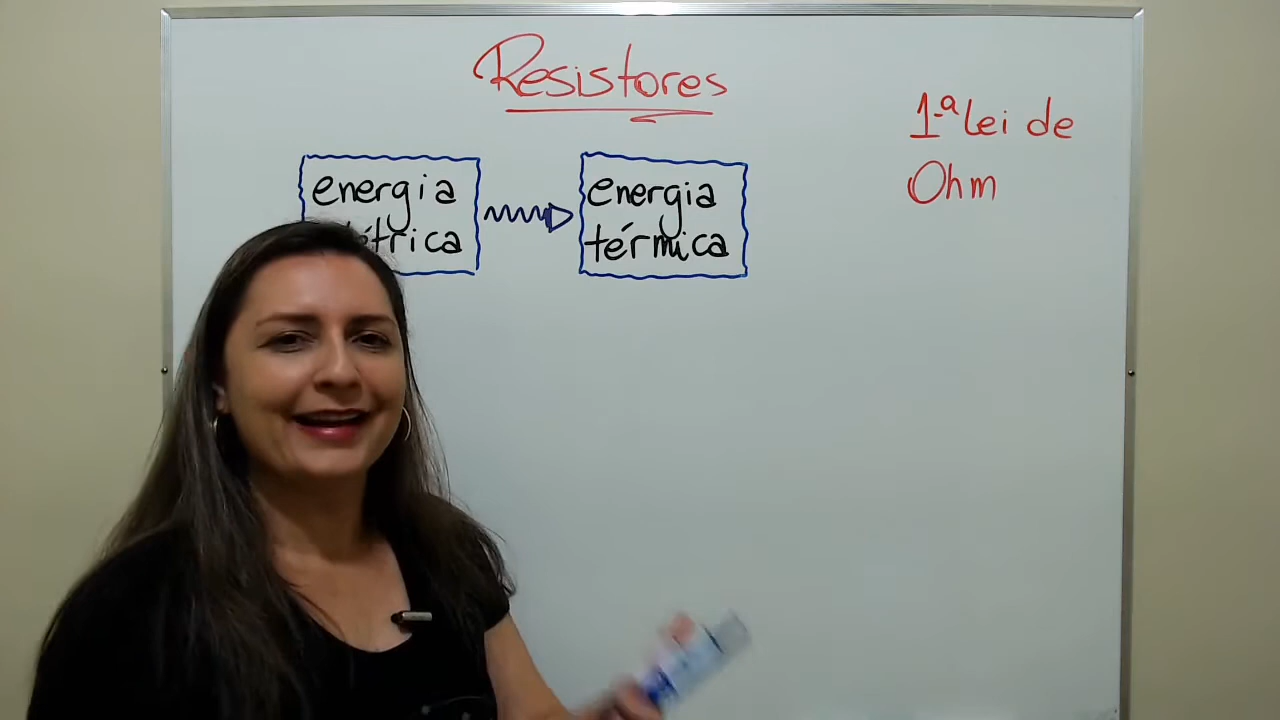 Resistores
1ª Lei de
Ohm
energia
elétrica
energia
térmica